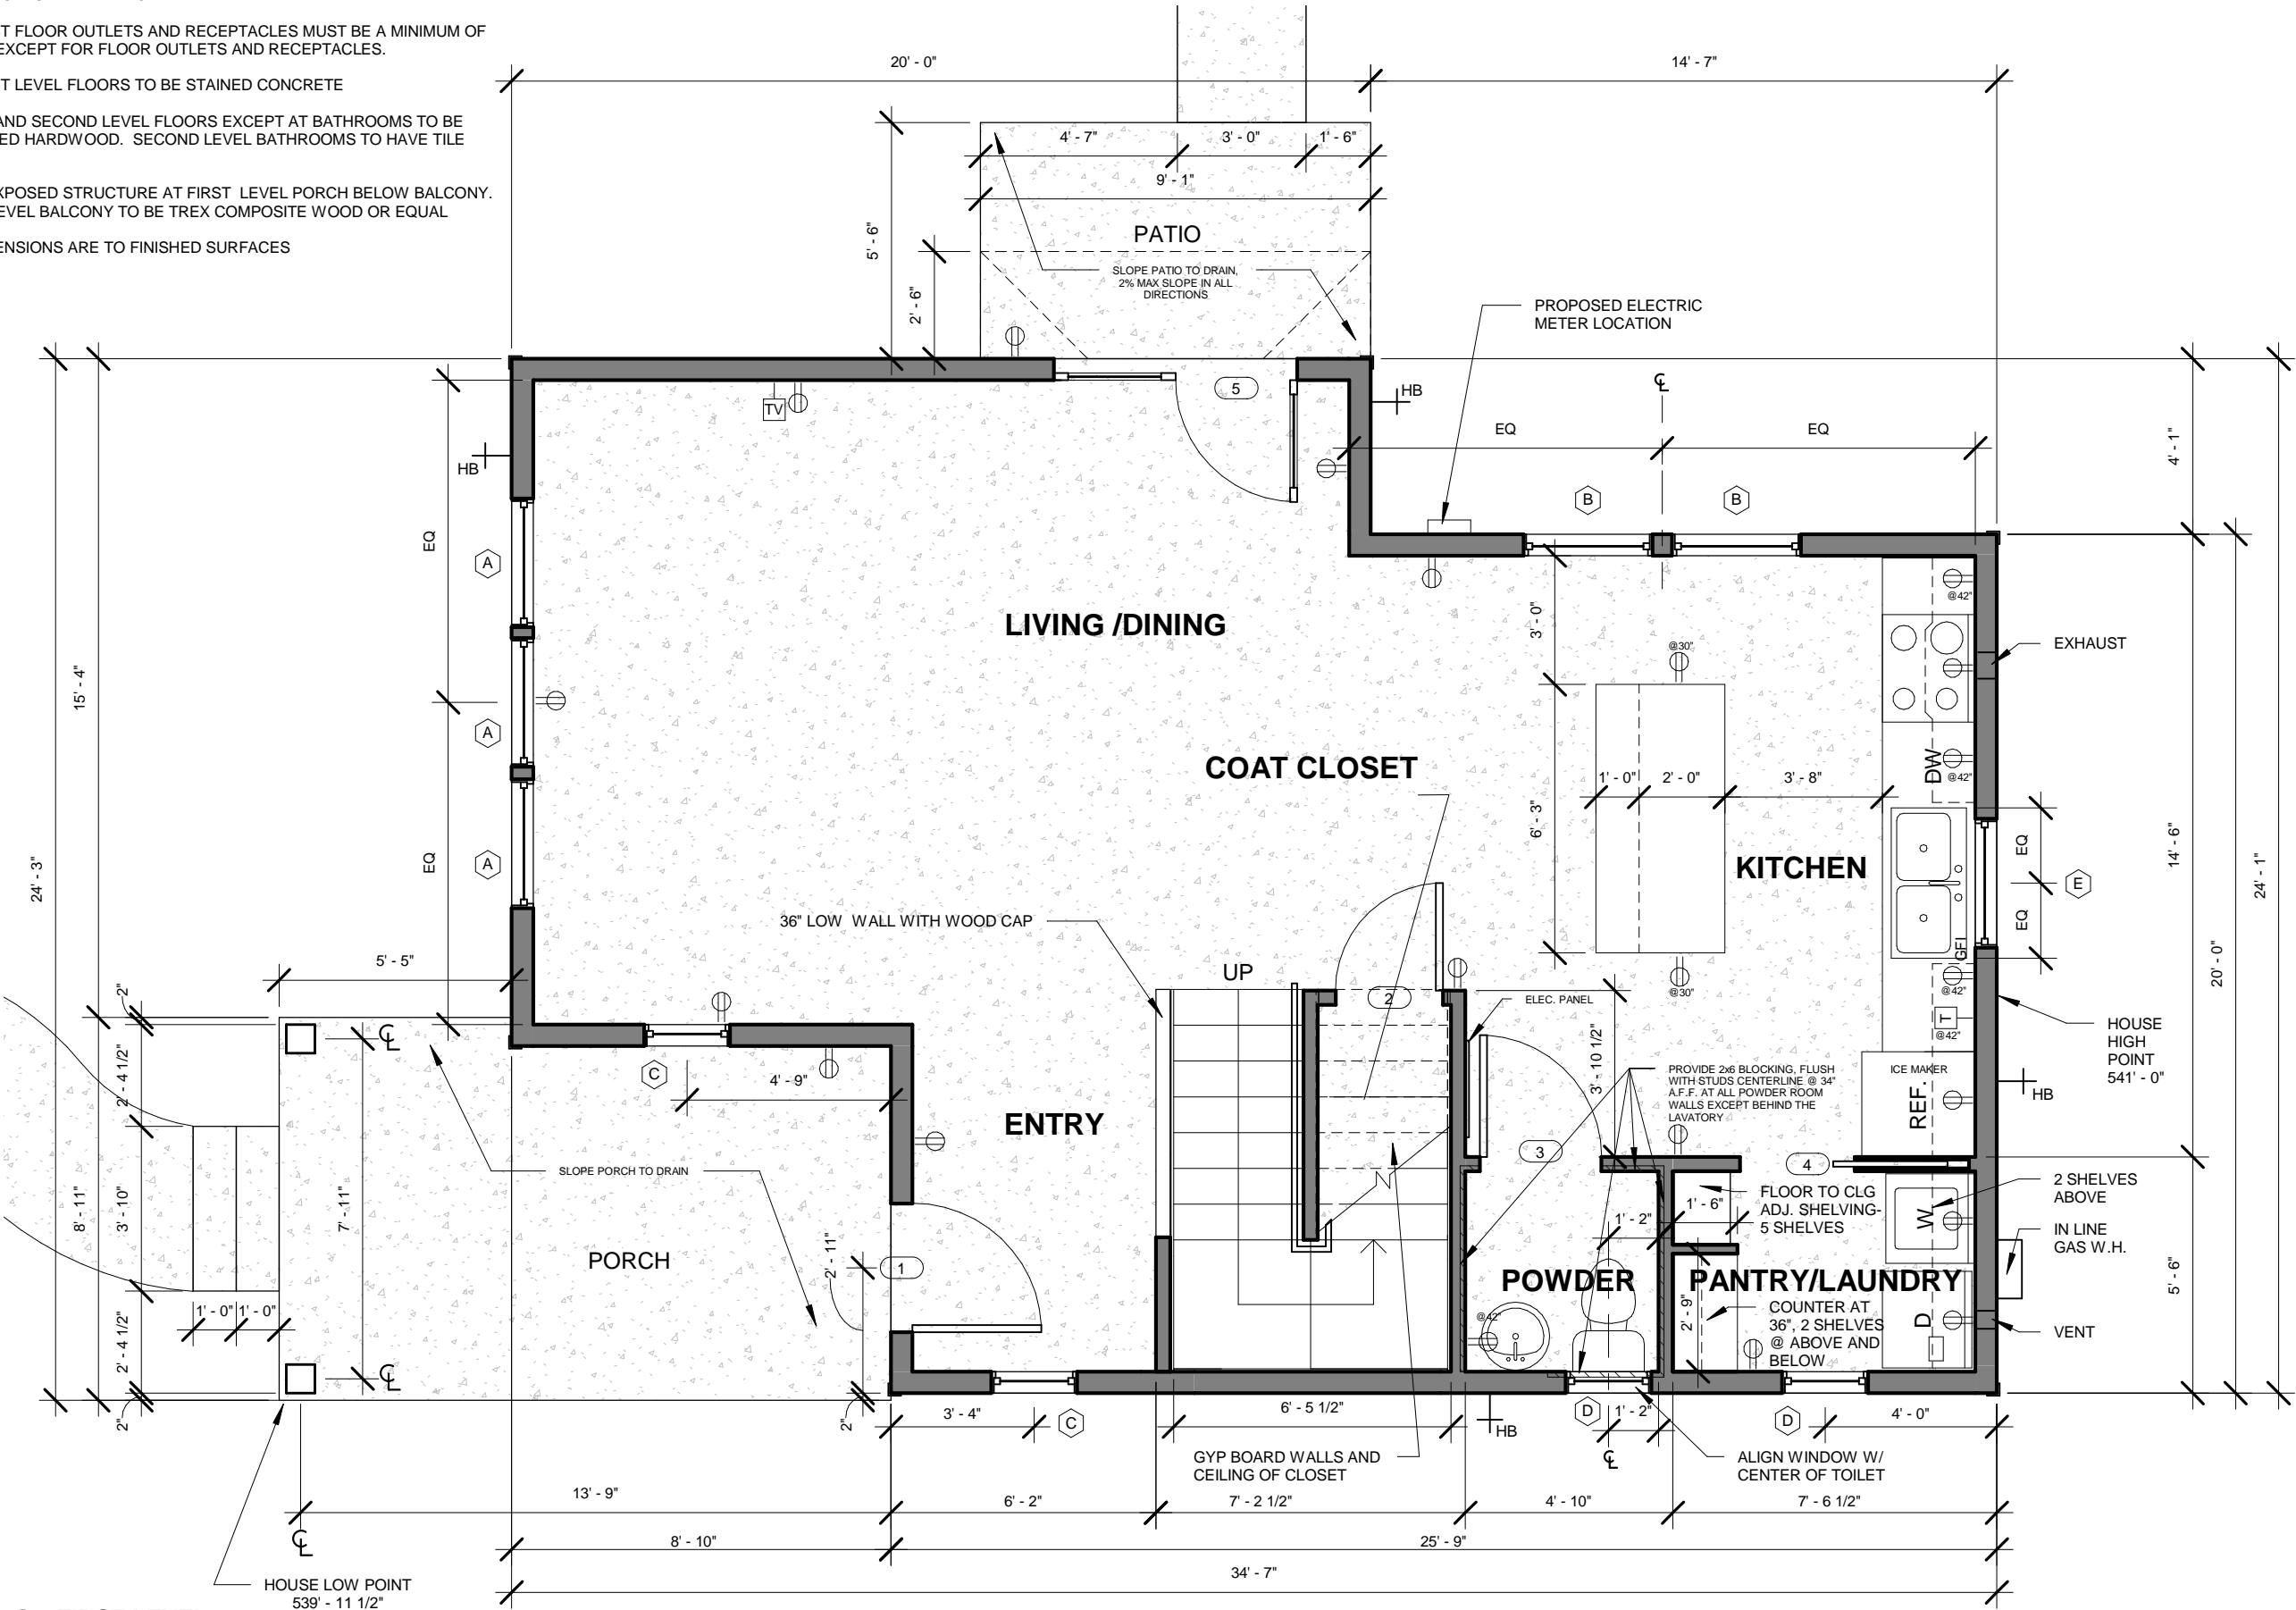 T FLOOR OUTLETS AND RECEPTACLES MUST BE A MINIMUM OF
EXCEPT FOR FLOOR OUTLETS AND RECEPTACLES.
T LEVEL FLOORS TO BE STAINED CONCRETE
AND SECOND LEVEL FLOORS EXCEPT AT BATHROOMS TO BE
ED HARDWOOD. SECOND LEVEL BATHROOMS TO HAVE TILE
XPOSED STRUCTURE AT FIRST LEVEL PORCH BELOW BALCONY.
EVEL BALCONY TO BE TREX COMPOSITE WOOD OR EQUAL
ENSIONS ARE TO FINISHED SURFACES
20' - 0"
14' - 7"
4' - 7"
3' - 0"
1' - 6"
9' - 1"
5' - 6"
2' - 6"
PATIO
SLOPE PATIO TO DRAIN,
2% MAX SLOPE IN ALL
DIRECTIONS
PROPOSED ELECTRIC
METER LOCATION
5
TV
HB
HB
CL
EQ
EQ
4' - 1"
B
B
EQ
A
A
A
EQ
15' - 4"
24' - 3"
LIVING /DINING
3' - 0"
@30"
@42"
EXHAUST
COAT CLOSET
1' - 0"
2' - 0"
3' - 8"
DW
@42"
6' - 3"
KITCHEN
EQ
EQ
E
14' - 6"
24' - 1"
20' - 0"
36" LOW WALL WITH WOOD CAP
5' - 5"
UP
2
ELEC. PANEL
@30"
GFI
@42"
T
@42"
HOUSE
HIGH
POINT
541' - 0"
HB
2"
2' - 4 1/2"
CL
C
4' - 9"
3' - 10 1/2"
PROVIDE 2x6 BLOCKING, FLUSH
WITH STUDS CENTERLINE @ 34"
A.F.F. AT ALL POWDER ROOM
WALLS EXCEPT BEHIND THE
LAVATORY
ICE MAKER
REF.
ENTRY
SLOPE PORCH TO DRAIN
8' - 11"
3' - 10"
7' - 11"
3
4
N
PORCH
2' - 11"
1
1' - 6"
1' - 2"
FLOOR TO CLG
ADJ. SHELVING-
5 SHELVES
W
2 SHELVES
ABOVE
IN LINE
GAS W.H.
5' - 6"
POWDER
PANTRY/LAUNDRY
@42"
2' - 9"
COUNTER AT
36", 2 SHELVES
@ ABOVE AND
BELOW
D
VENT
1' - 0"
1' - 0"
2' - 4 1/2"
CL
2"
2"
3' - 4"
C
6' - 5 1/2"
HB
D
1' - 2"
CL
D
4' - 0"
GYP BOARD WALLS AND
CEILING OF CLOSET
ALIGN WINDOW W/
CENTER OF TOILET
13' - 9"
6' - 2"
7' - 2 1/2"
4' - 10"
7' - 6 1/2"
CL
8' - 10"
25' - 9"
34' - 7"
HOUSE LOW POINT
539' - 11 1/2"